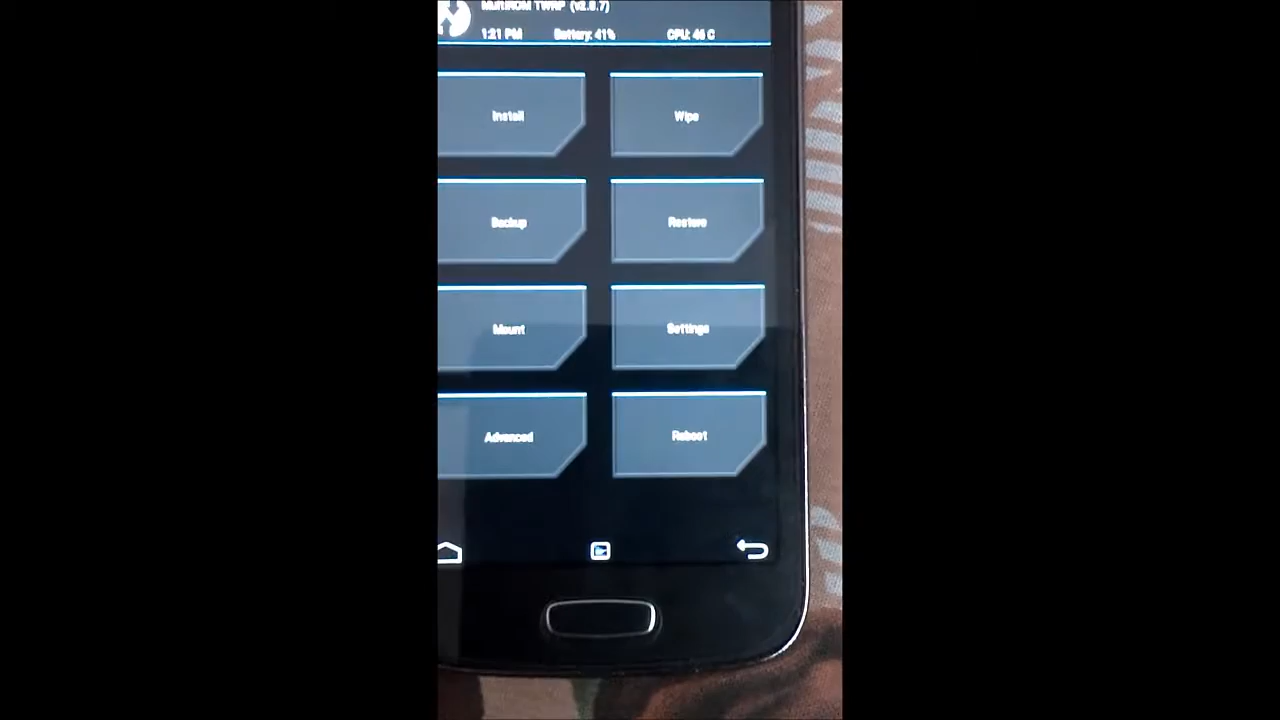 MultiROM TWRP (v2.8.7)
1:21 PM Battery: 41% CPU: 46 C
Install Wipe
Backup Restore
Mount Settings
Advanced Reboot